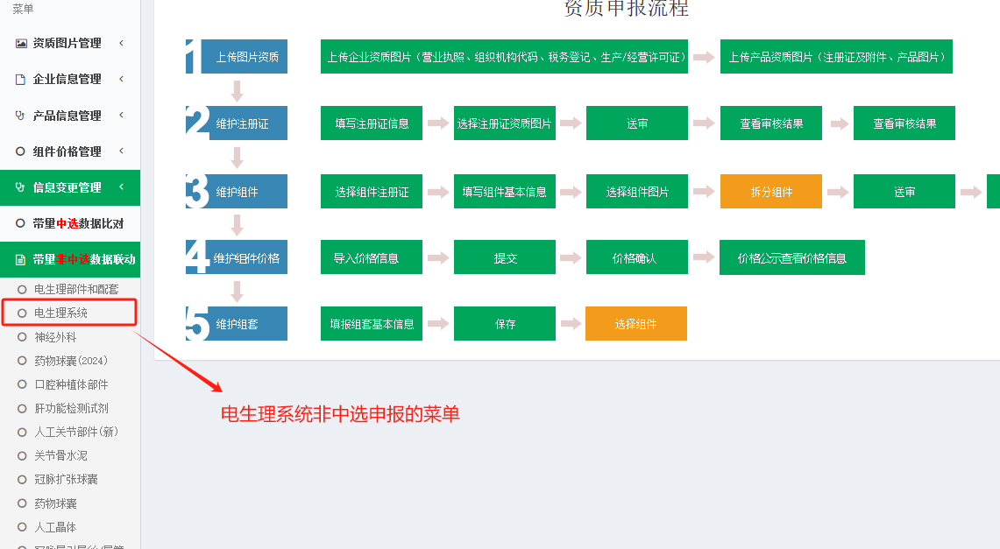 菜单
资质图片管理
企业信息管理
产品信息管理
组件价格管理
信息变更管理
带量中选数据比对
带量非中选数据联动
电生理部件和配套
电生理系统
神经外科
药物球囊(2024)
口腔种植体部件
肝功能检测试剂
人工关节部件(新)
关节骨水泥
冠脉扩张球囊
药物球囊
人工晶体
资质申报流程
1 上传图片资质
上传企业资质图片（营业执照、组织机构代码、税务登记、生产/经营许可证）
上传产品资质图片（注册证及附件、产品图片）
2 维护注册证
填写注册证信息
选择注册证资质图片
送审
查看审核结果
查看审核结果
3 维护组件
选择组件注册证
填写组件基本信息
选择组件图片
拆分组件
送审
4 维护组件价格
导入价格信息
提交
价格确认
价格公示查看价格信息
5 维护组套
填报组套基本信息
保存
选择组件
电生理系统非中选申报的菜单